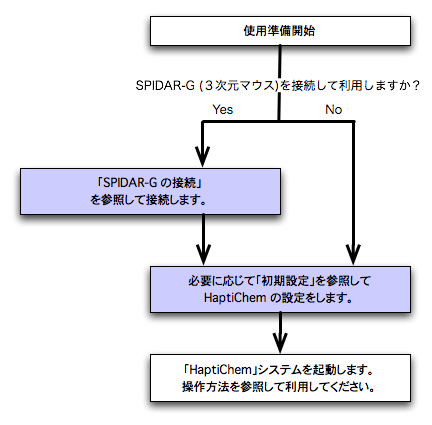 使用準備開始
SPIDAR-G (３次元マウス)を接続して利用しますか？
Yes
No
「SPIDAR-G の接続」
を参照して接続します。
必要に応じて「初期設定」を参照して
HaptiChem の設定をします。
「HaptiChem」システムを起動します。
操作方法を参照して利用してください。